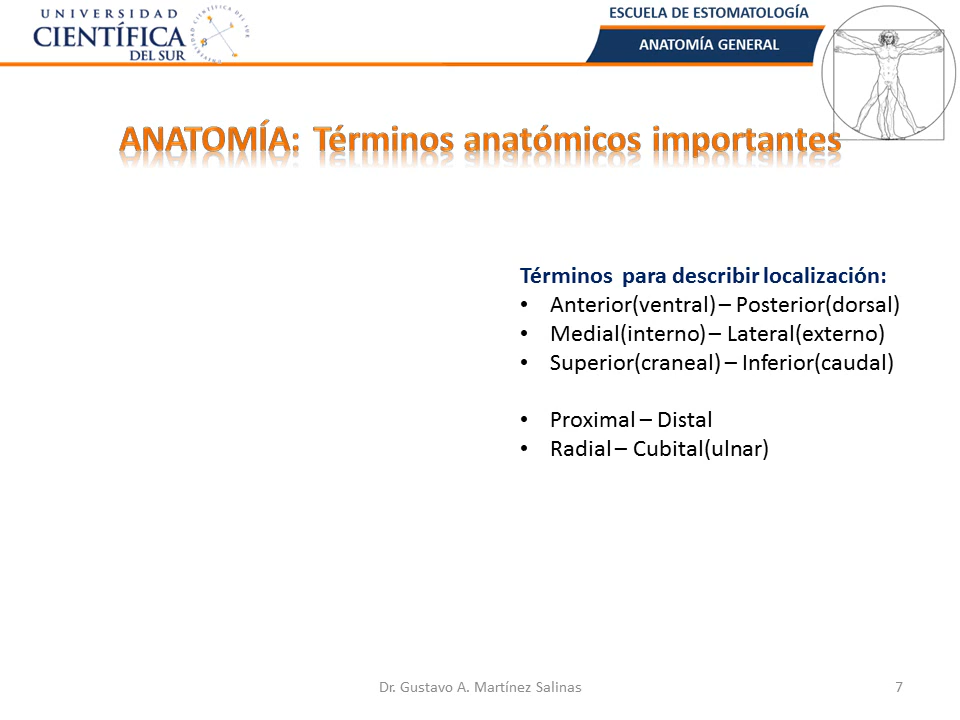 UNIVERSIDAD
CIENTÍFICA
DEL SUR
ESCUELA DE ESTOMATOLOGÍA
ANATOMÍA GENERAL
ANATOMÍA: Términos anatómicos importantes
Términos para describir localización:
• Anterior(ventral) – Posterior(dorsal)
• Medial(interno) – Lateral(externo)
• Superior(craneal) – Inferior(caudal)
• Proximal – Distal
• Radial – Cubital(ulnar)
Dr. Gustavo A. Martínez Salinas
7